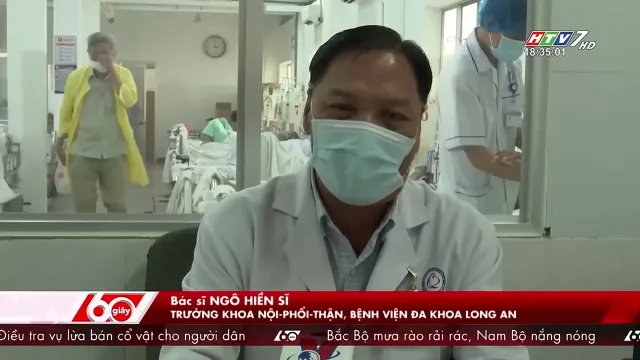 HTV7 HD
18:35:01
60 giây
Bác sĩ NGÔ HIỀN SĨ
TRƯỞNG KHOA NỘI-PHỔI-THẬN, BỆNH VIỆN ĐA KHOA LONG AN
Điều tra vụ lừa bán cổ vật cho người dân Bắc Bộ mưa rào rải rác, Nam Bộ nắng nóng